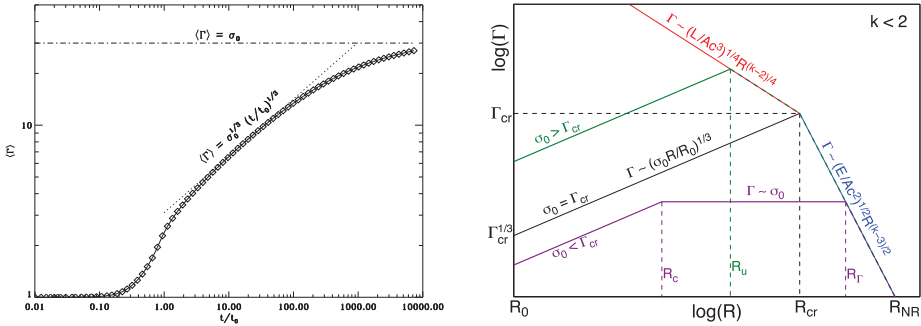 ⟨Γ⟩ = σ₀
⟨Γ⟩ = σ₀^1/3 (t/t₀)^1/3
⟨Γ⟩
10
1
0.01
0.10
1.00
10.00
100.00
1000.00
10000.00
t/t₀
k < 2
log(Γ)
Γ ~ (L/Ac³)^1/4 R^(k−2)/4
Γcr
σ₀ > Γcr
Γ ~ (σ₀R/R₀)^1/3
σ₀ = Γcr
Γ ~ σ₀
Γ ~ (E/Ac²)^1/2 R^(k−3)/2
Γcr^1/3
σ₀ < Γcr
Rc
Ru
RΓ
R₀
log(R)
Rcr
RNR